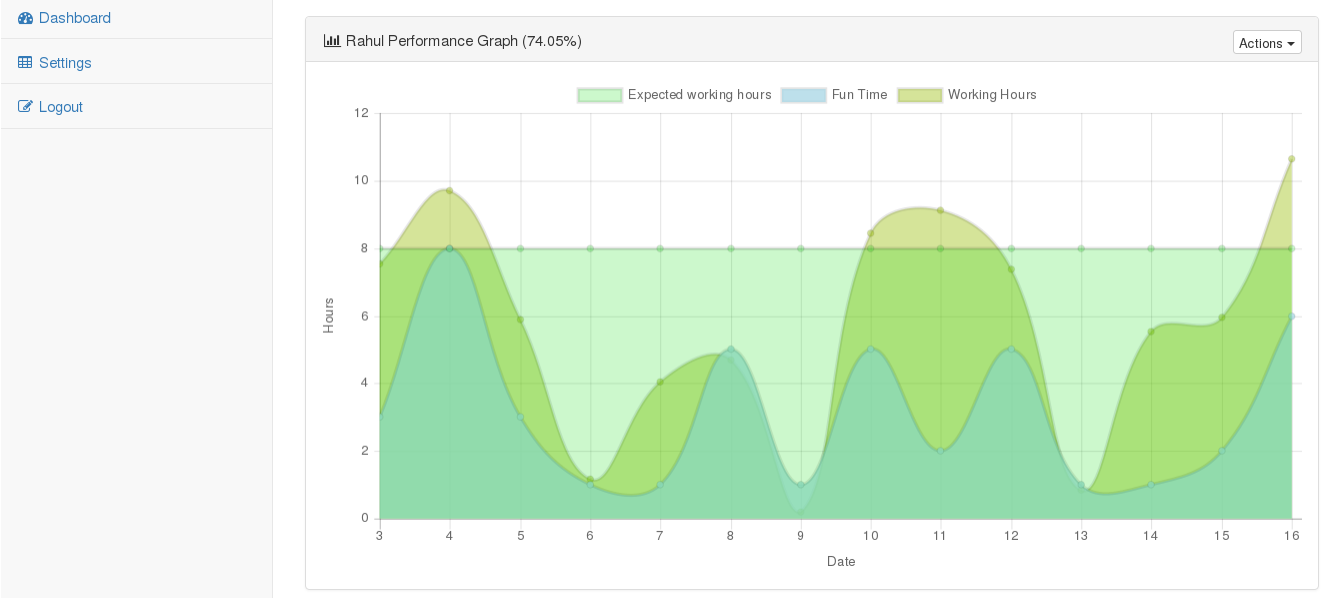 Dashboard
Settings
Logout
Rahul Performance Graph (74.05%)
Actions
Expected working hours Fun Time Working Hours
12
10
8
6
4
2
0
Hours
3 4 5 6 7 8 9 10 11 12 13 14 15 16
Date